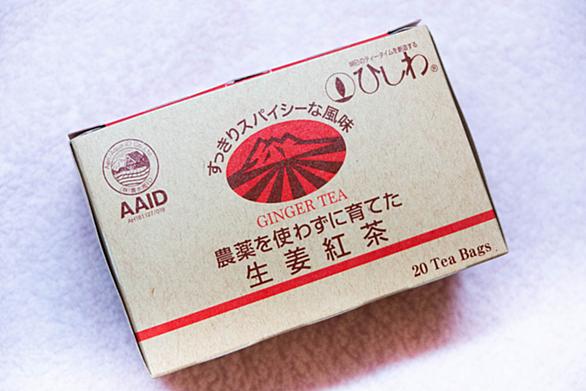 毎日のティータイムを創造する
ひしわ®
すっきりスパイシーな風味
AAID
GINGER TEA
農薬を使わずに育てた
生姜紅茶
20 Tea Bags